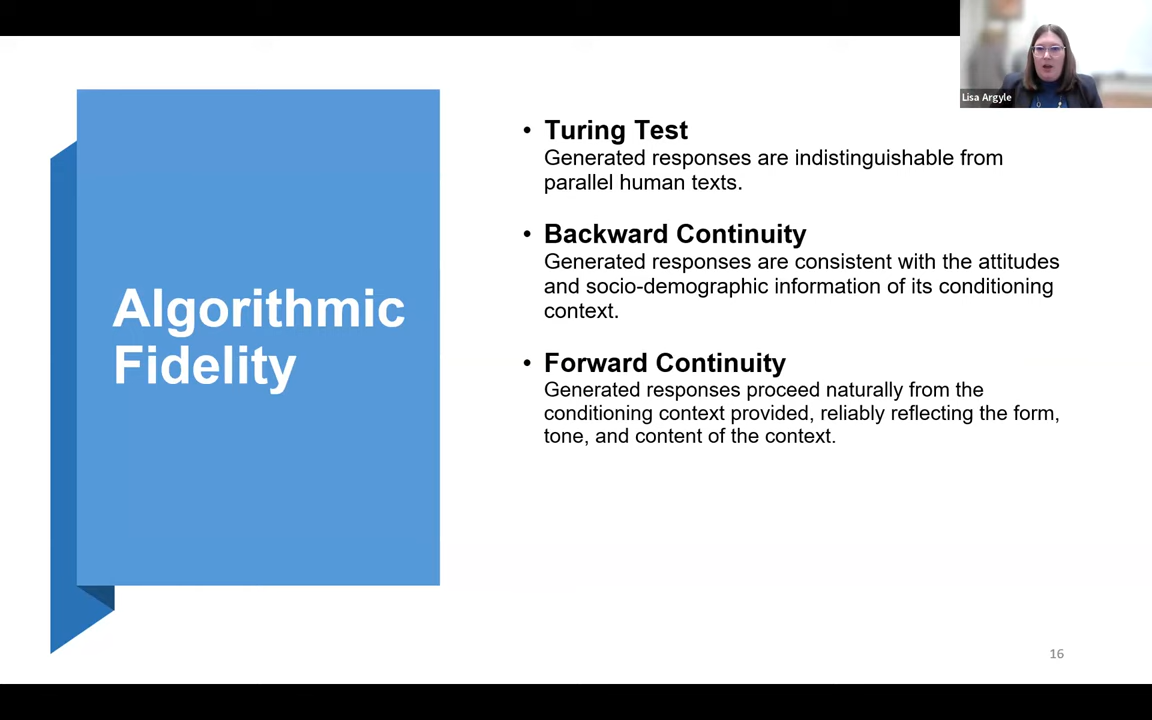 Lisa Argyle
Algorithmic
Fidelity
• Turing Test
Generated responses are indistinguishable from
parallel human texts.
• Backward Continuity
Generated responses are consistent with the attitudes
and socio-demographic information of its conditioning
context.
• Forward Continuity
Generated responses proceed naturally from the
conditioning context provided, reliably reflecting the form,
tone, and content of the context.
16